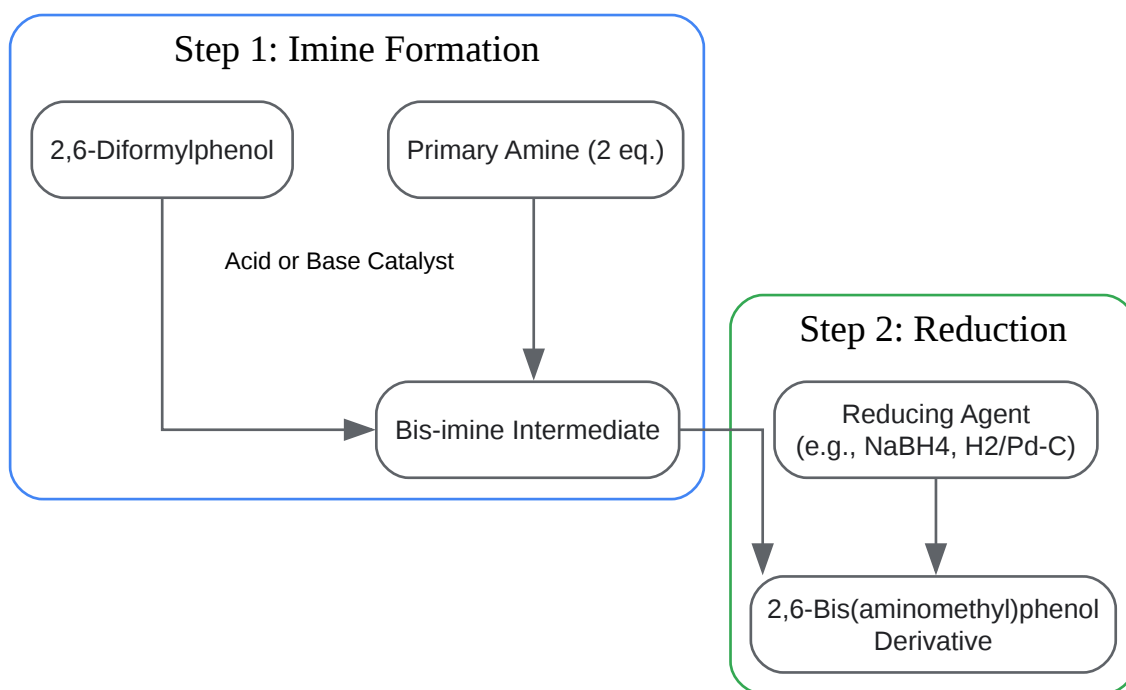 Step 1: Imine Formation
2,6-Diformylphenol
Primary Amine (2 eq.)
Acid or Base Catalyst
Bis-imine Intermediate
Step 2: Reduction
Reducing Agent
(e.g., NaBH4, H2/Pd-C)
2,6-Bis(aminomethyl)phenol
Derivative